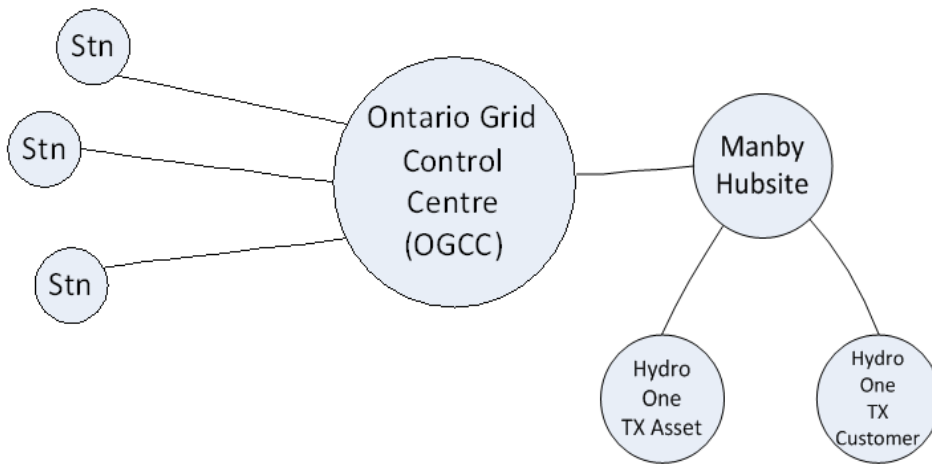 Stn
Stn
Stn
Ontario Grid
Control
Centre
(OGCC)
Manby
Hubsite
Hydro
One
TX Asset
Hydro
One
TX
Customer